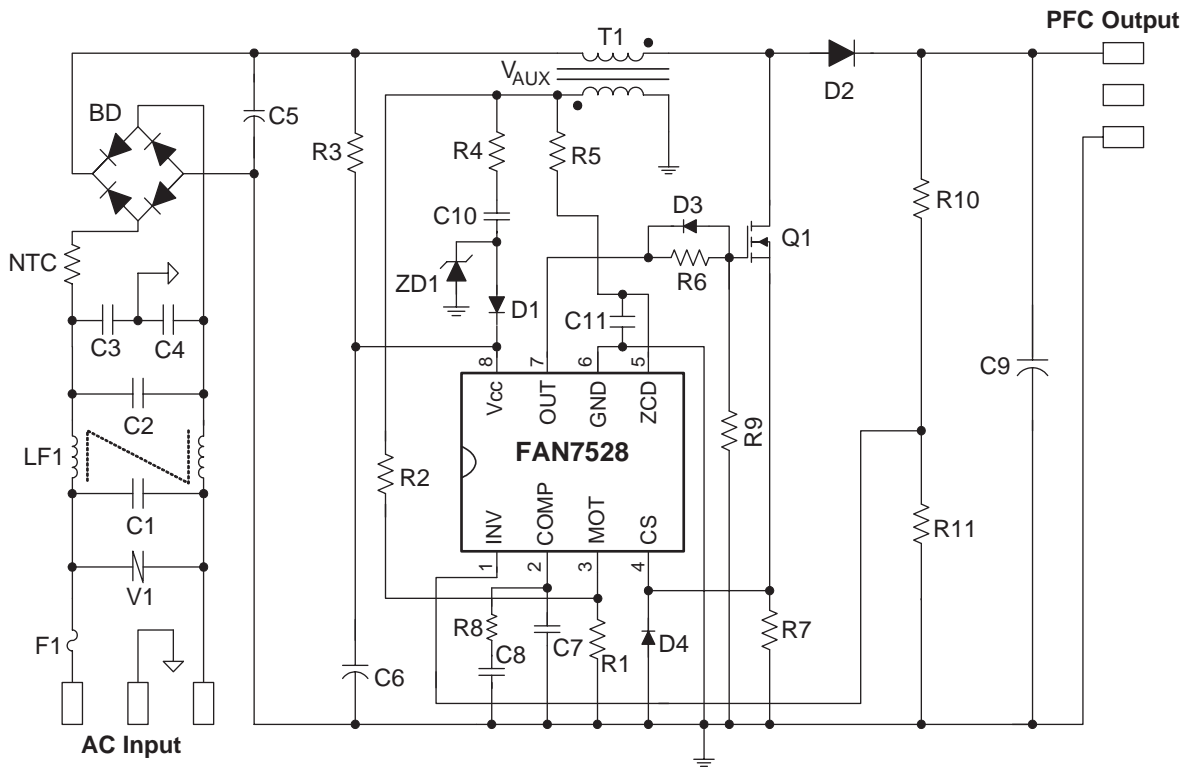 PFC Output
T1
VAUX
D2
BD
C5
R3
R4
R5
R10
C10
D3
Q1
NTC
ZD1
R6
D1
C3
C4
C11
C9
8
7
6
5
Vcc
OUT
GND
ZCD
C2
R9
FAN7528
LF1
R2
C1
INV
COMP
MOT
CS
R11
1
2
3
4
V1
R8
C7
R1
D4
R7
F1
C8
C6
AC Input